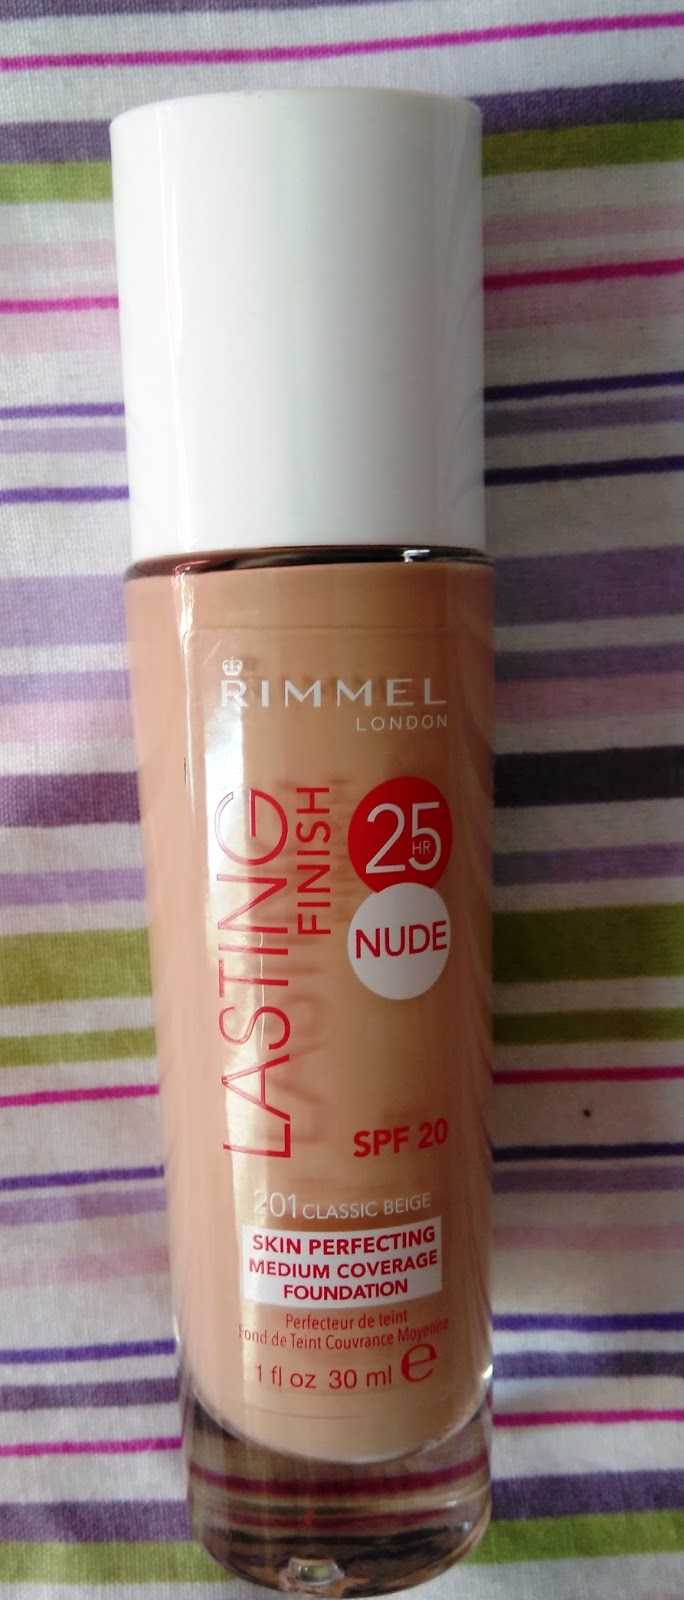 RIMMEL
LONDON
LASTING
FINISH
25
HR
NUDE
SPF 20
201 CLASSIC BEIGE
SKIN PERFECTING
MEDIUM COVERAGE
FOUNDATION
Perfecteur de teint
Fond de Teint Couvrance Moyenne
1 fl oz 30 ml ℮